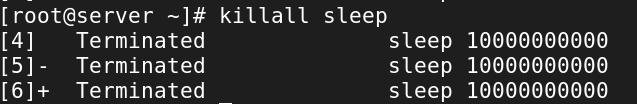 [root@server ~]# killall sleep
[4]   Terminated              sleep 10000000000
[5]-  Terminated              sleep 10000000000
[6]+  Terminated              sleep 10000000000